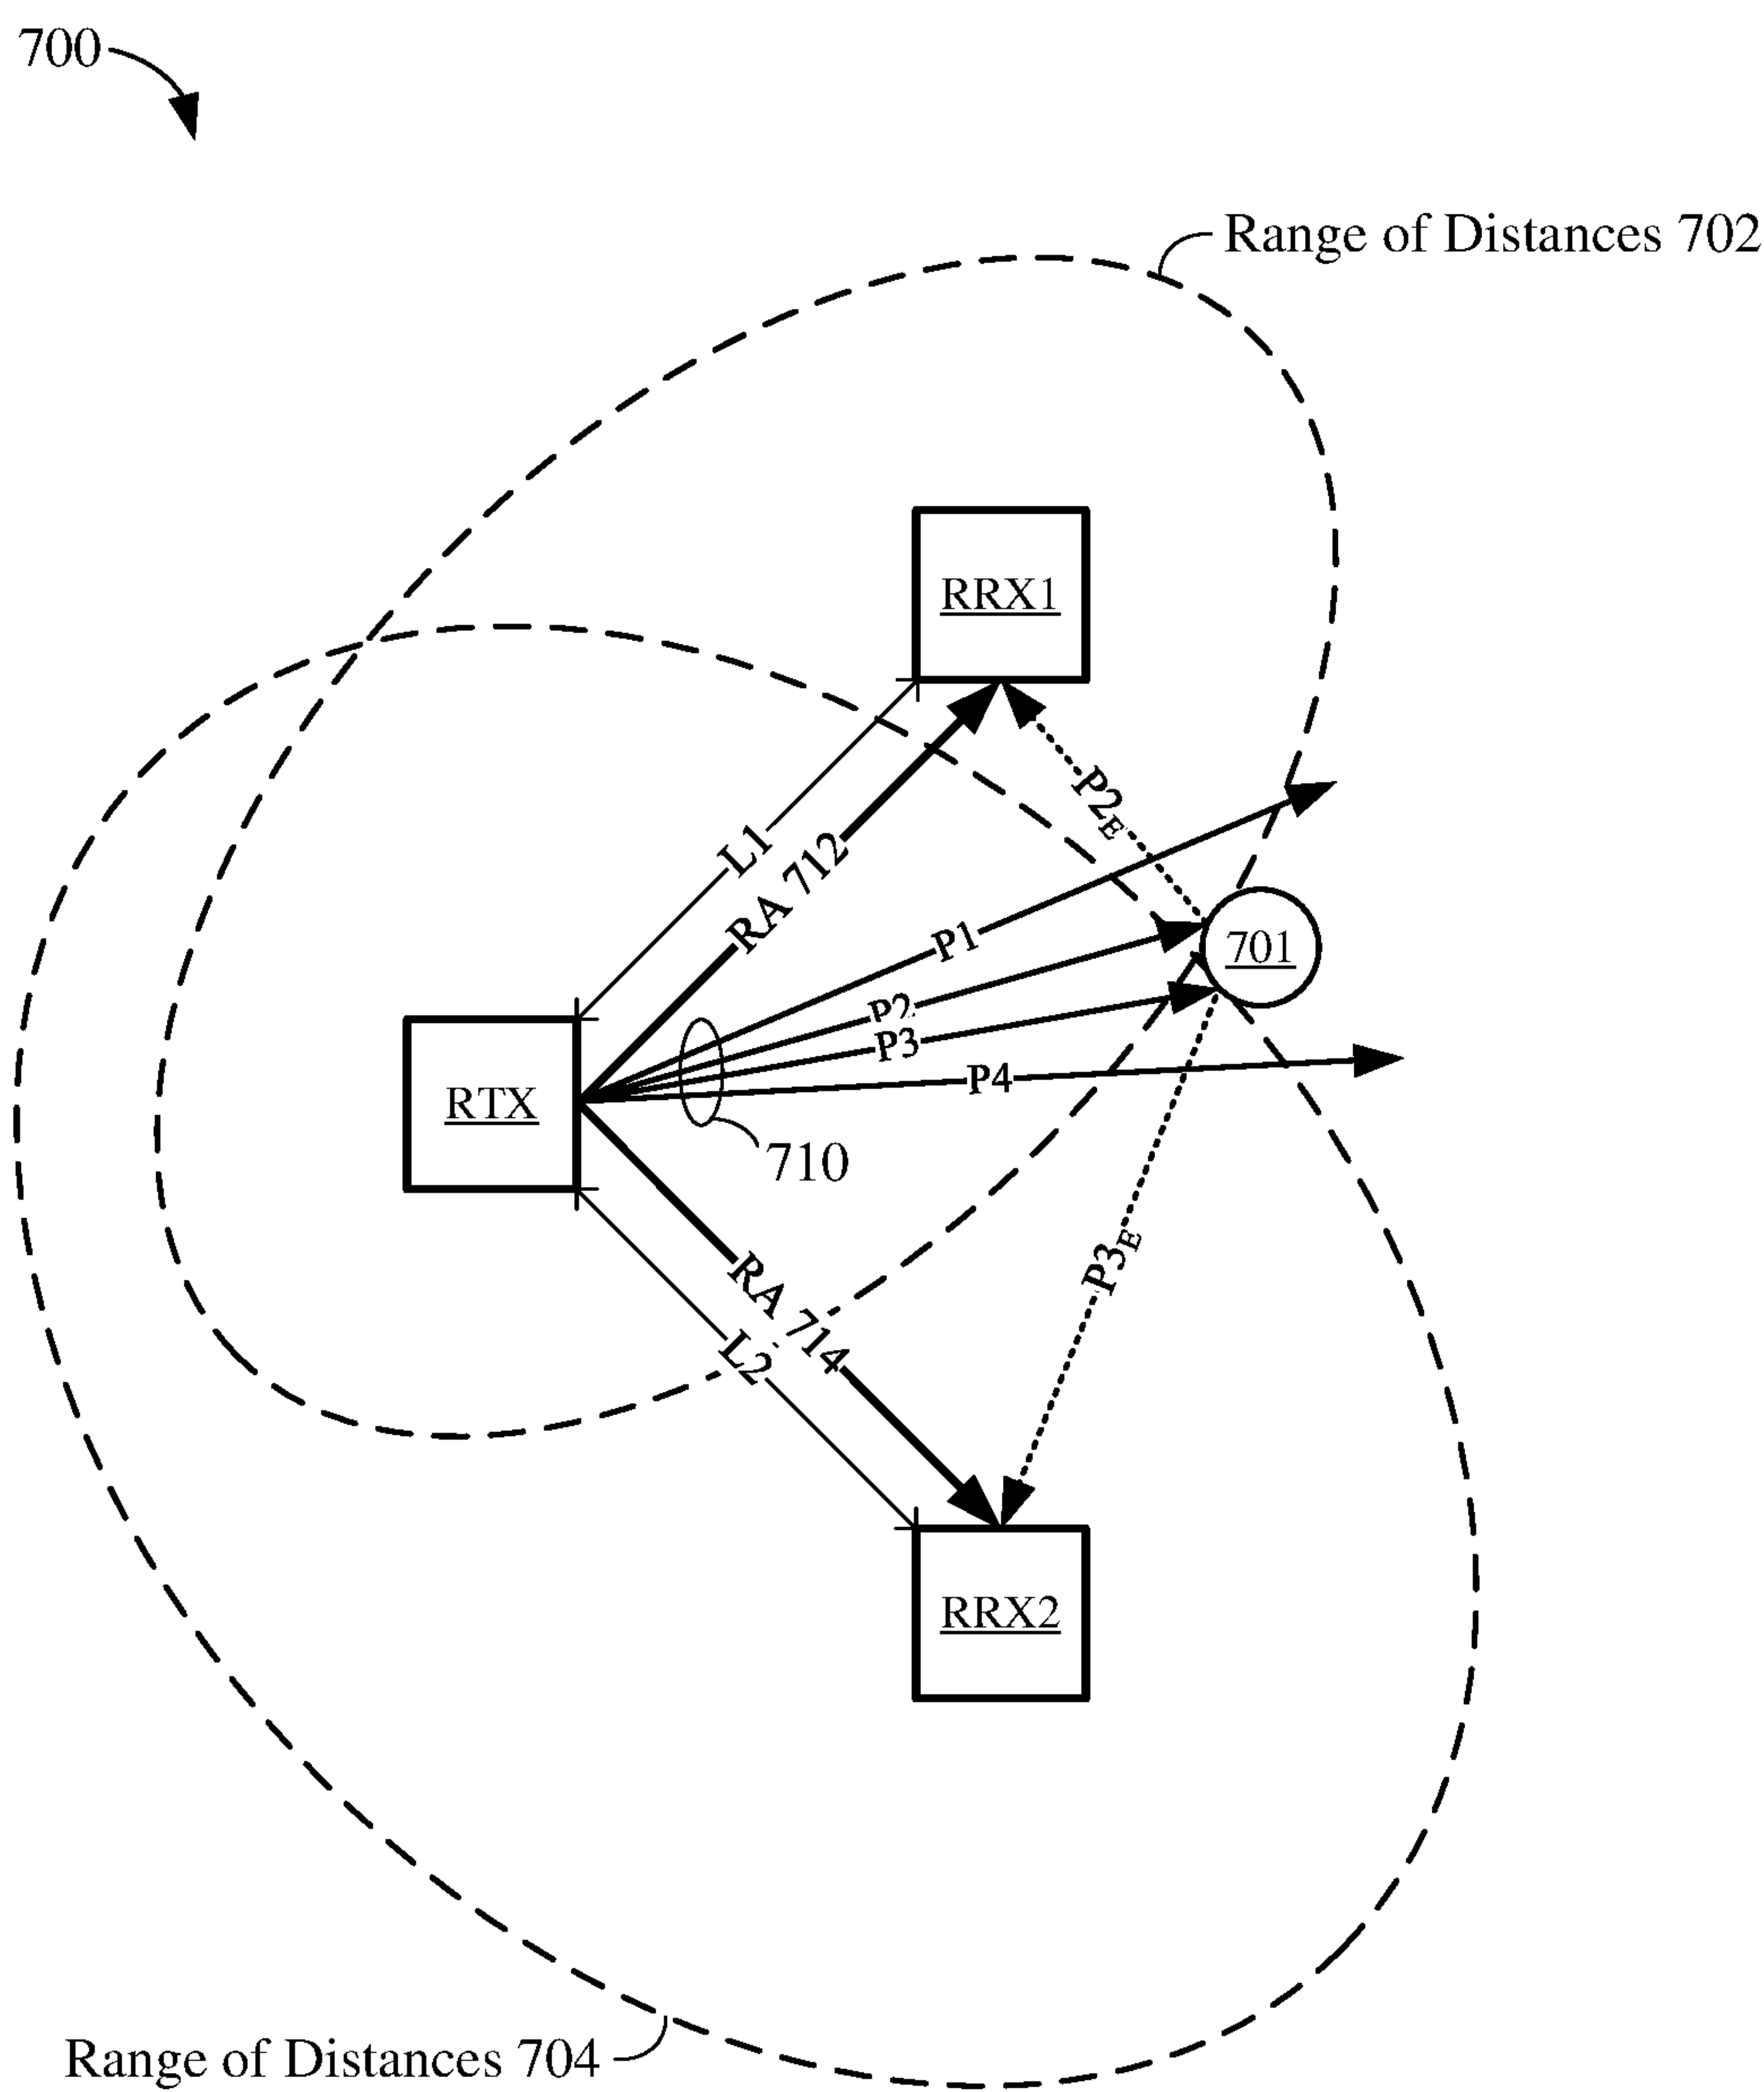 700
Range of Distances 702
RRX1
P2E
L1
RA 712
P1
701
P2
P3
P4
RTX
710
P3E
RA 714
L2
RRX2
Range of Distances 704